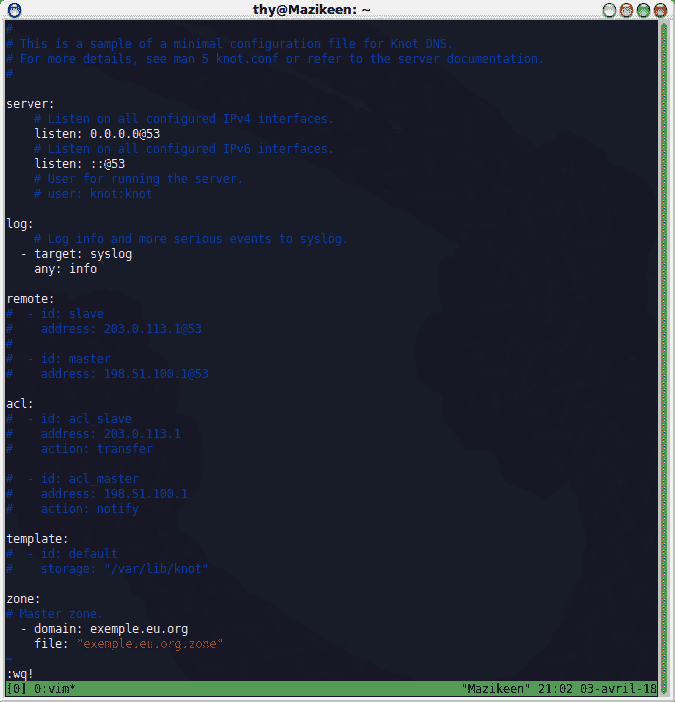 thy@Mazikeen: ~
#
# This is a sample of a minimal configuration file for Knot DNS.
# For more details, see man 5 knot.conf or refer to the server documentation.
#
server:
    # Listen on all configured IPv4 interfaces.
    listen: 0.0.0.0@53
    # Listen on all configured IPv6 interfaces.
    listen: ::@53
    # User for running the server.
    # user: knot:knot
log:
    # Log info and more serious events to syslog.
  - target: syslog
    any: info
remote:
#  - id: slave
#    address: 203.0.113.1@53
#
#  - id: master
#    address: 198.51.100.1@53
acl:
#  - id: acl_slave
#    address: 203.0.113.1
#    action: transfer
#  - id: acl_master
#    address: 198.51.100.1
#    action: notify
template:
#  - id: default
#    storage: "/var/lib/knot"
zone:
# Master zone.
  - domain: exemple.eu.org
    file: "exemple.eu.org.zone"
~
:wq!
[0] 0:vim* "Mazikeen" 21:02 03-avril-18